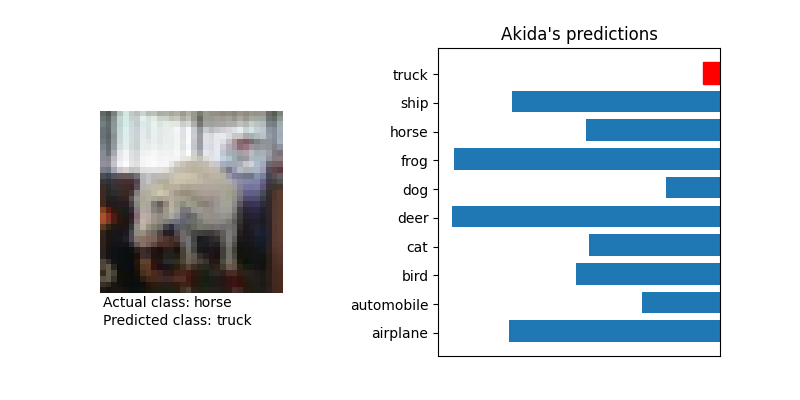 Akida's predictions
truck
ship
horse
frog
dog
deer
cat
bird
automobile
airplane
Actual class: horse
Predicted class: truck